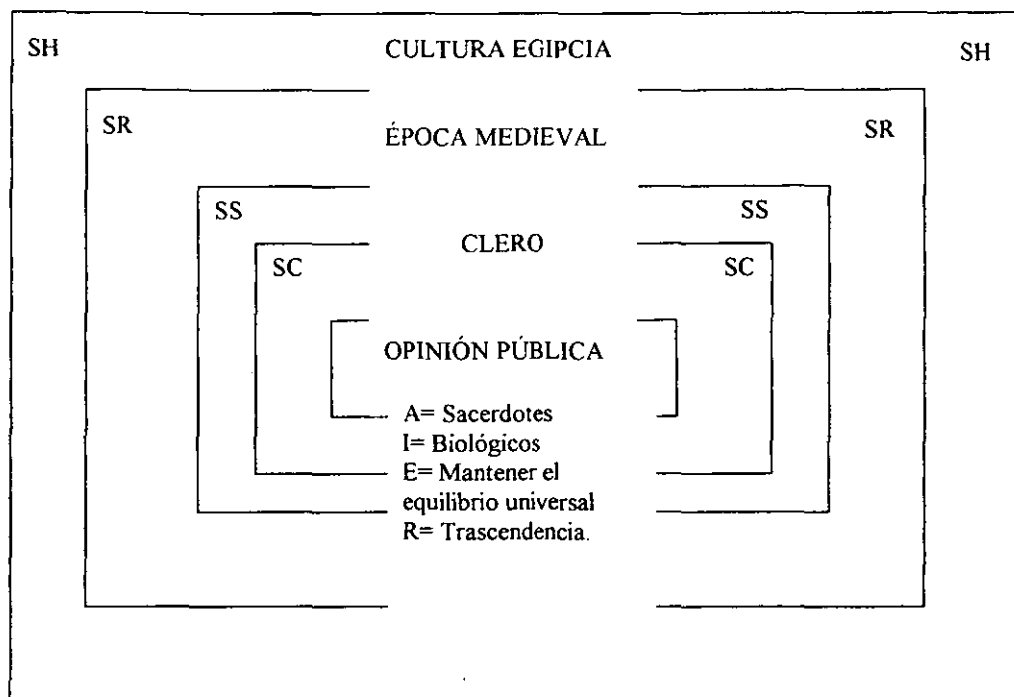 SH CULTURA EGIPCIA SH
SR ÉPOCA MEDIEVAL SR
SS SS
CLERO
SC SC
OPINIÓN PÚBLICA
A= Sacerdotes
I= Biológicos
E= Mantener el
equilibrio universal
R= Trascendencia.